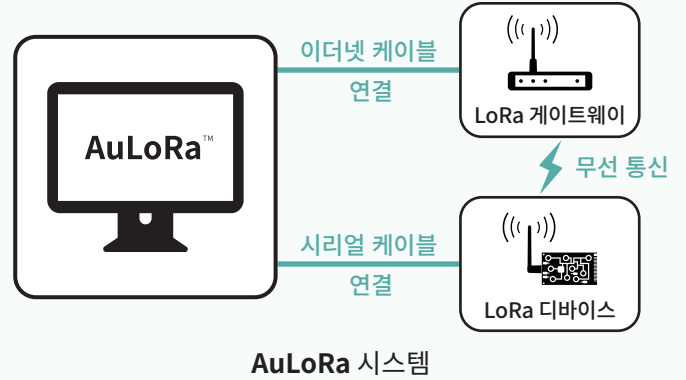 AuLoRa™
이더넷 케이블
연결
LoRa 게이트웨이
무선 통신
시리얼 케이블
연결
LoRa 디바이스
AuLoRa 시스템